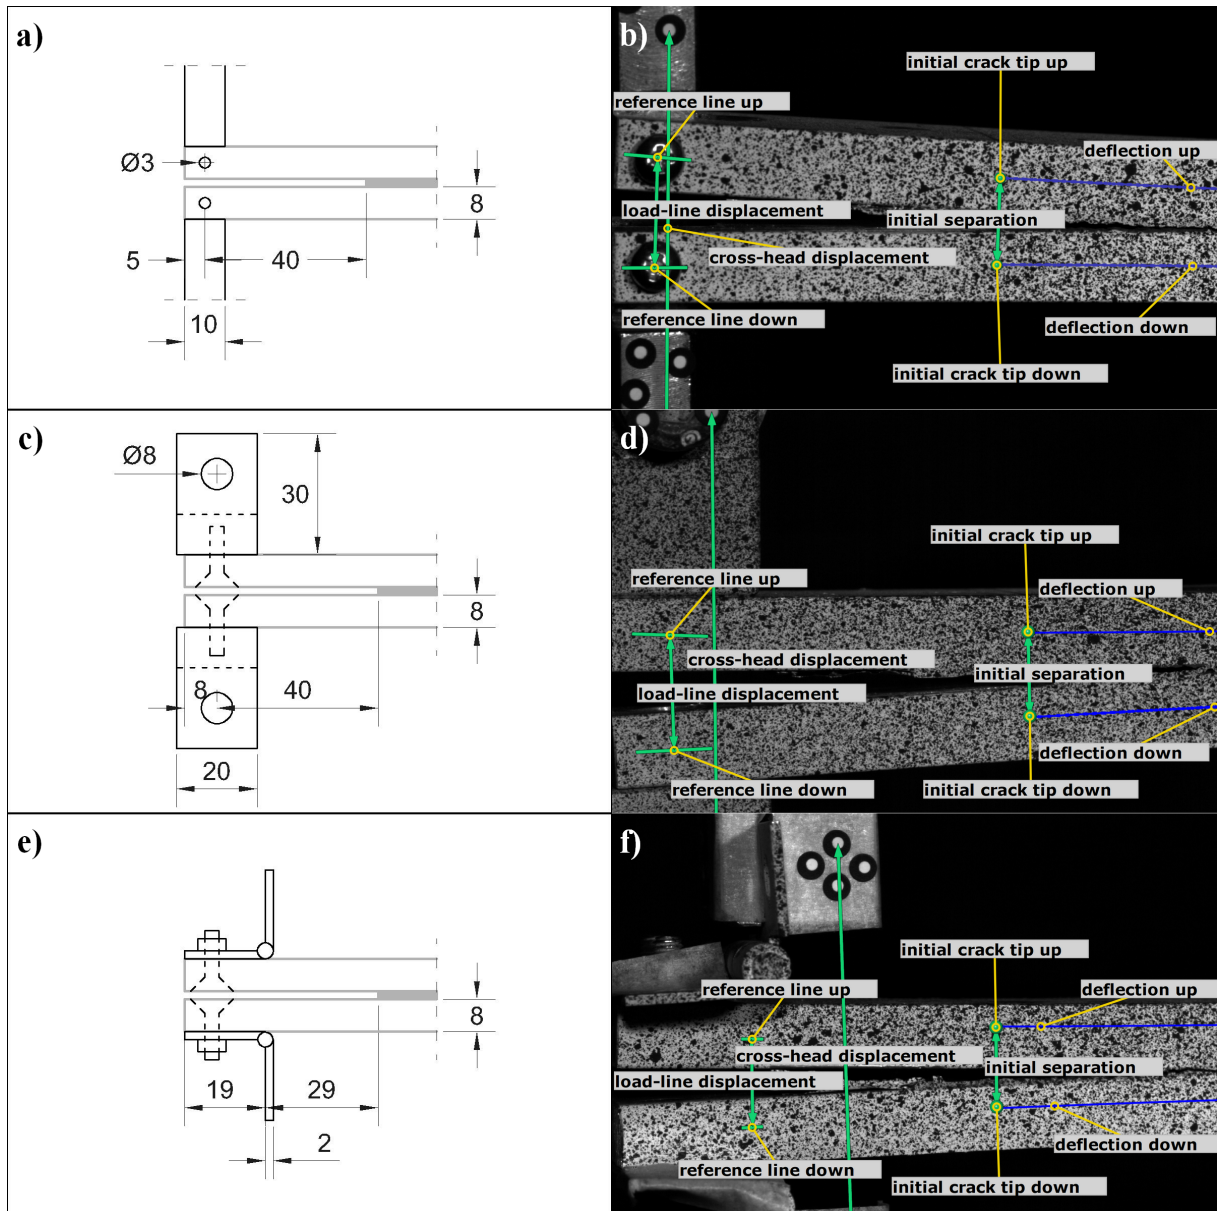 a)
Ø3
8
5
40
10
b)
initial crack tip up
reference line up
deflection up
load-line displacement
initial separation
cross-head displacement
reference line down
deflection down
initial crack tip down
c)
Ø8
30
8
8
40
20
d)
initial crack tip up
reference line up
deflection up
cross-head displacement
initial separation
load-line displacement
deflection down
reference line down
initial crack tip down
e)
8
19
29
2
f)
initial crack tip up
reference line up
deflection up
cross-head displacement
initial separation
load-line displacement
deflection down
reference line down
initial crack tip down